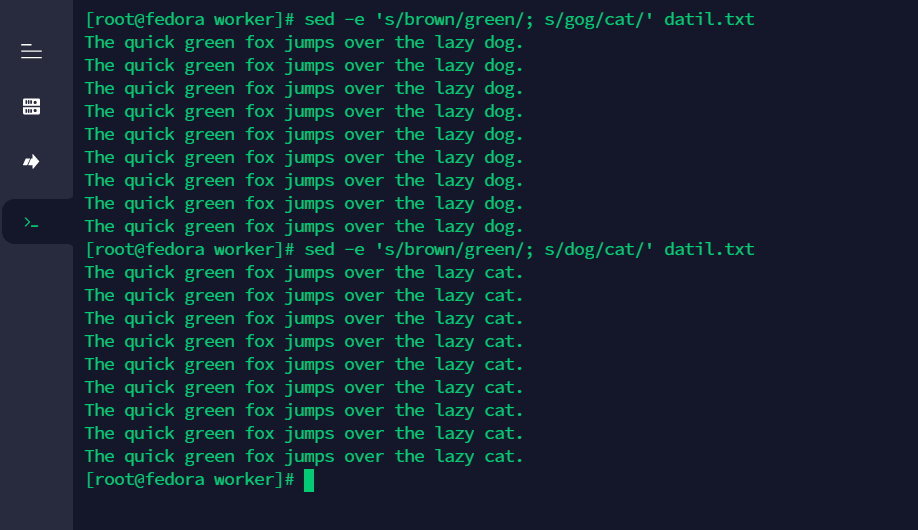 [root@fedora worker]# sed -e 's/brown/green/; s/gog/cat/' datil.txt
The quick green fox jumps over the lazy dog.
The quick green fox jumps over the lazy dog.
The quick green fox jumps over the lazy dog.
The quick green fox jumps over the lazy dog.
The quick green fox jumps over the lazy dog.
The quick green fox jumps over the lazy dog.
The quick green fox jumps over the lazy dog.
The quick green fox jumps over the lazy dog.
The quick green fox jumps over the lazy dog.
[root@fedora worker]# sed -e 's/brown/green/; s/dog/cat/' datil.txt
The quick green fox jumps over the lazy cat.
The quick green fox jumps over the lazy cat.
The quick green fox jumps over the lazy cat.
The quick green fox jumps over the lazy cat.
The quick green fox jumps over the lazy cat.
The quick green fox jumps over the lazy cat.
The quick green fox jumps over the lazy cat.
The quick green fox jumps over the lazy cat.
The quick green fox jumps over the lazy cat.
[root@fedora worker]#